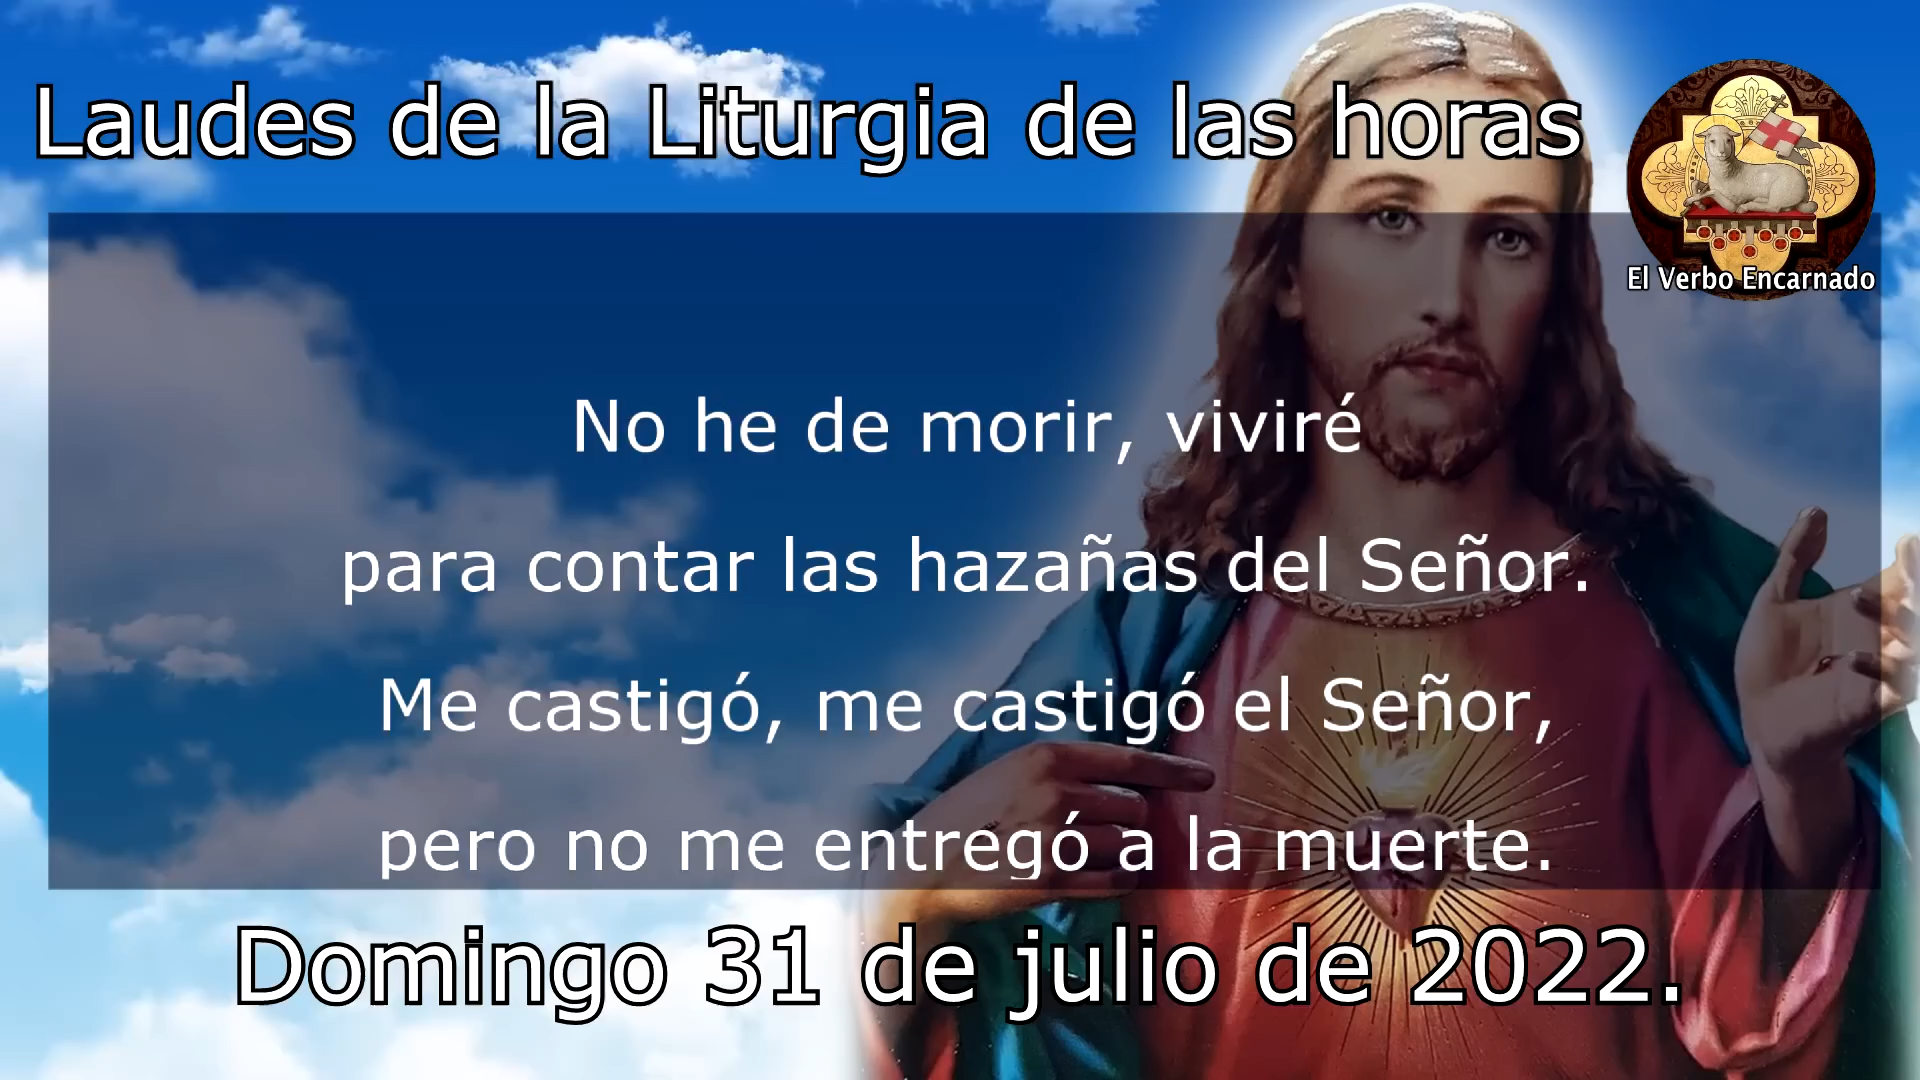 Laudes de la Liturgia de las horas
El Verbo Encarnado
No he de morir, viviré
para contar las hazañas del Señor.
Me castigó, me castigó el Señor,
pero no me entregó a la muerte.
Domingo 31 de julio de 2022.